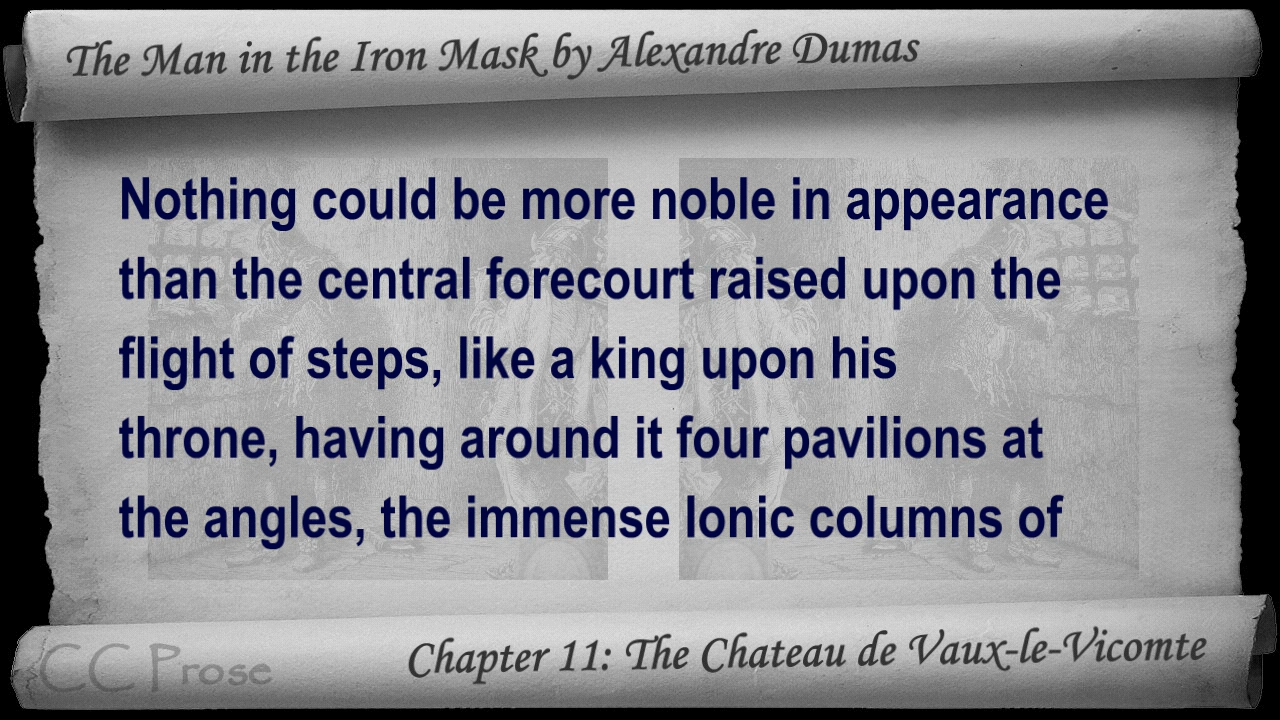 The Man in the Iron Mask by Alexandre Dumas
Nothing could be more noble in appearance
than the central forecourt raised upon the
flight of steps, like a king upon his
throne, having around it four pavilions at
the angles, the immense Ionic columns of
CC Prose
Chapter 11: The Chateau de Vaux-le-Vicomte